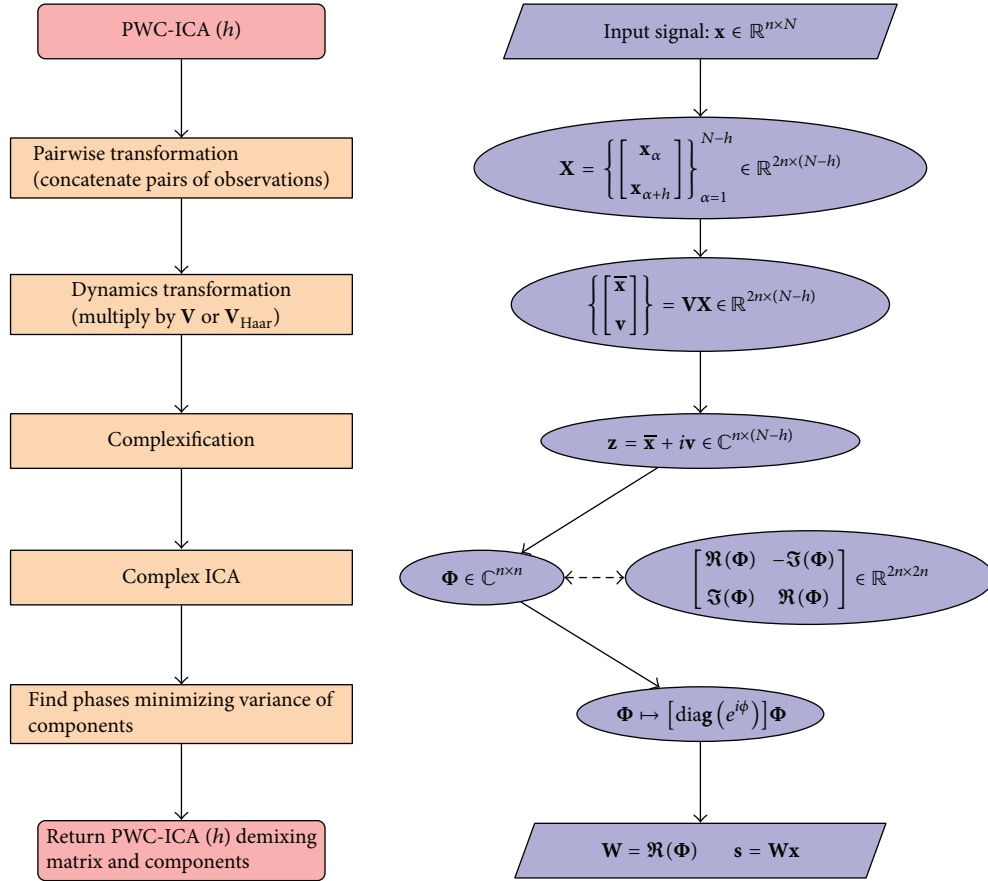 PWC-ICA (h)
Input signal: 𝐱 ∈ ℝ^{n×N}
Pairwise transformation
(concatenate pairs of observations)
𝐗 = {[𝐱_α 𝐱_{α+h}]}_{α=1}^{N−h} ∈ ℝ^{2n×(N−h)}
Dynamics transformation
(multiply by 𝐕 or 𝐕_{Haar})
{[𝐱̅ 𝐯]} = 𝐕𝐗 ∈ ℝ^{2n×(N−h)}
Complexification
𝐳 = 𝐱̅ + i𝐯 ∈ ℂ^{n×(N−h)}
Complex ICA
𝚽 ∈ ℂ^{n×n}
[ℜ(𝚽) −ℑ(𝚽)
ℑ(𝚽) ℜ(𝚽)] ∈ ℝ^{2n×2n}
Find phases minimizing variance of
components
𝚽 ↦ [diag(e^{iϕ})]𝚽
Return PWC-ICA (h) demixing
matrix and components
𝐖 = ℜ(𝚽) 𝐬 = 𝐖𝐱